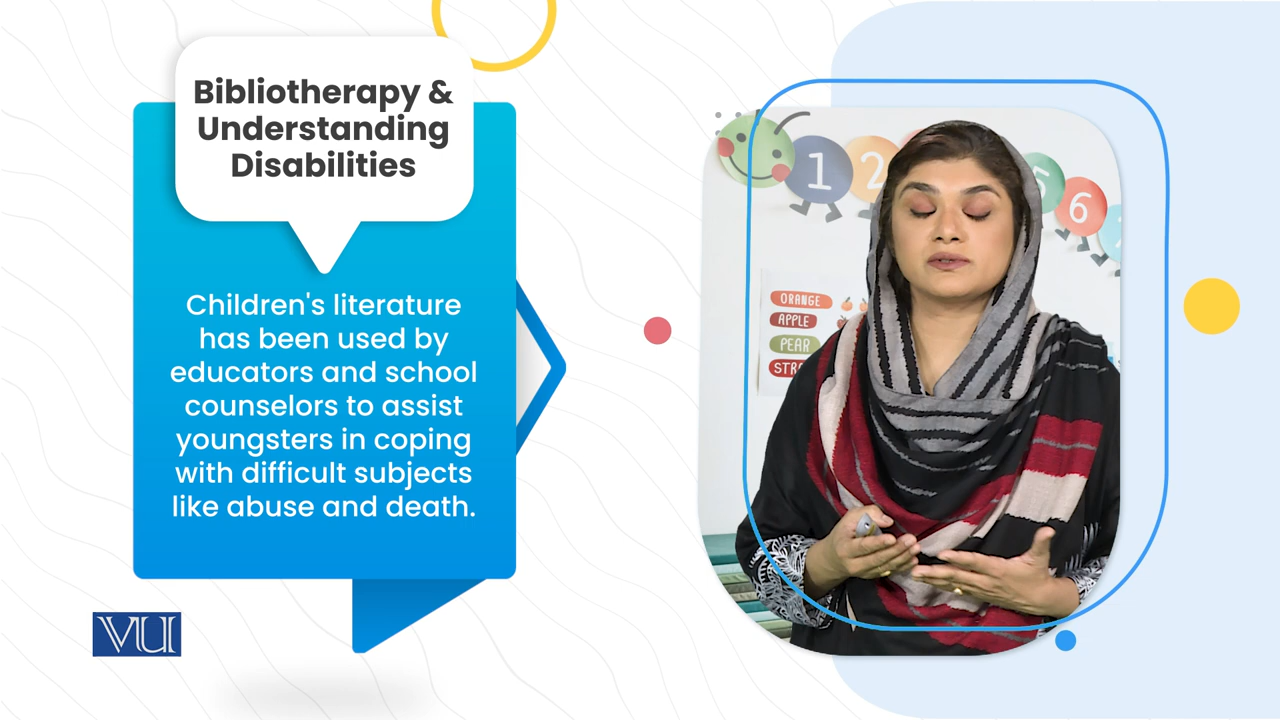 Bibliotherapy &
Understanding
Disabilities
Children's literature
has been used by
educators and school
counselors to assist
youngsters in coping
with difficult subjects
like abuse and death.
VU
1
2
5
6
ORANGE
APPLE
PEAR